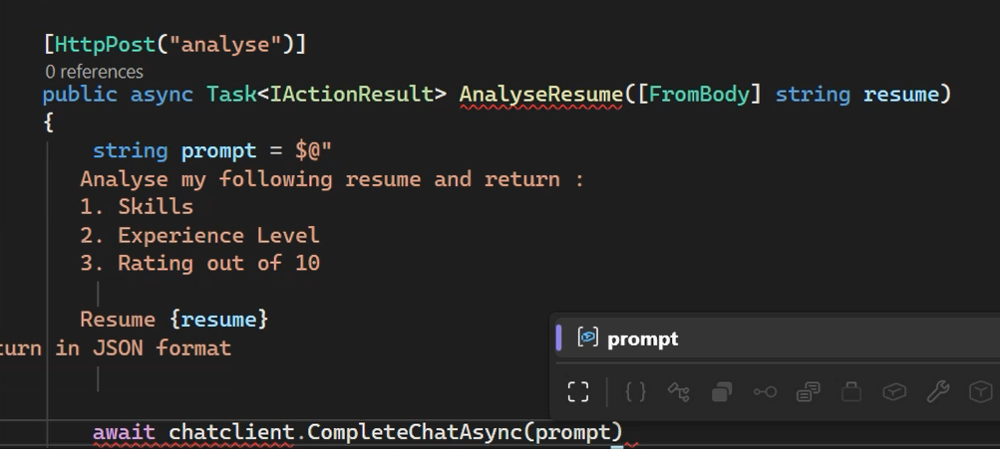 [HttpPost("analyse")]
0 references
public async Task<IActionResult> AnalyseResume([FromBody] string resume)
{
string prompt = $@"
Analyse my following resume and return :
1. Skills
2. Experience Level
3. Rating out of 10
Resume {resume}
turn in JSON format
prompt
await chatclient.CompleteChatAsync(prompt)